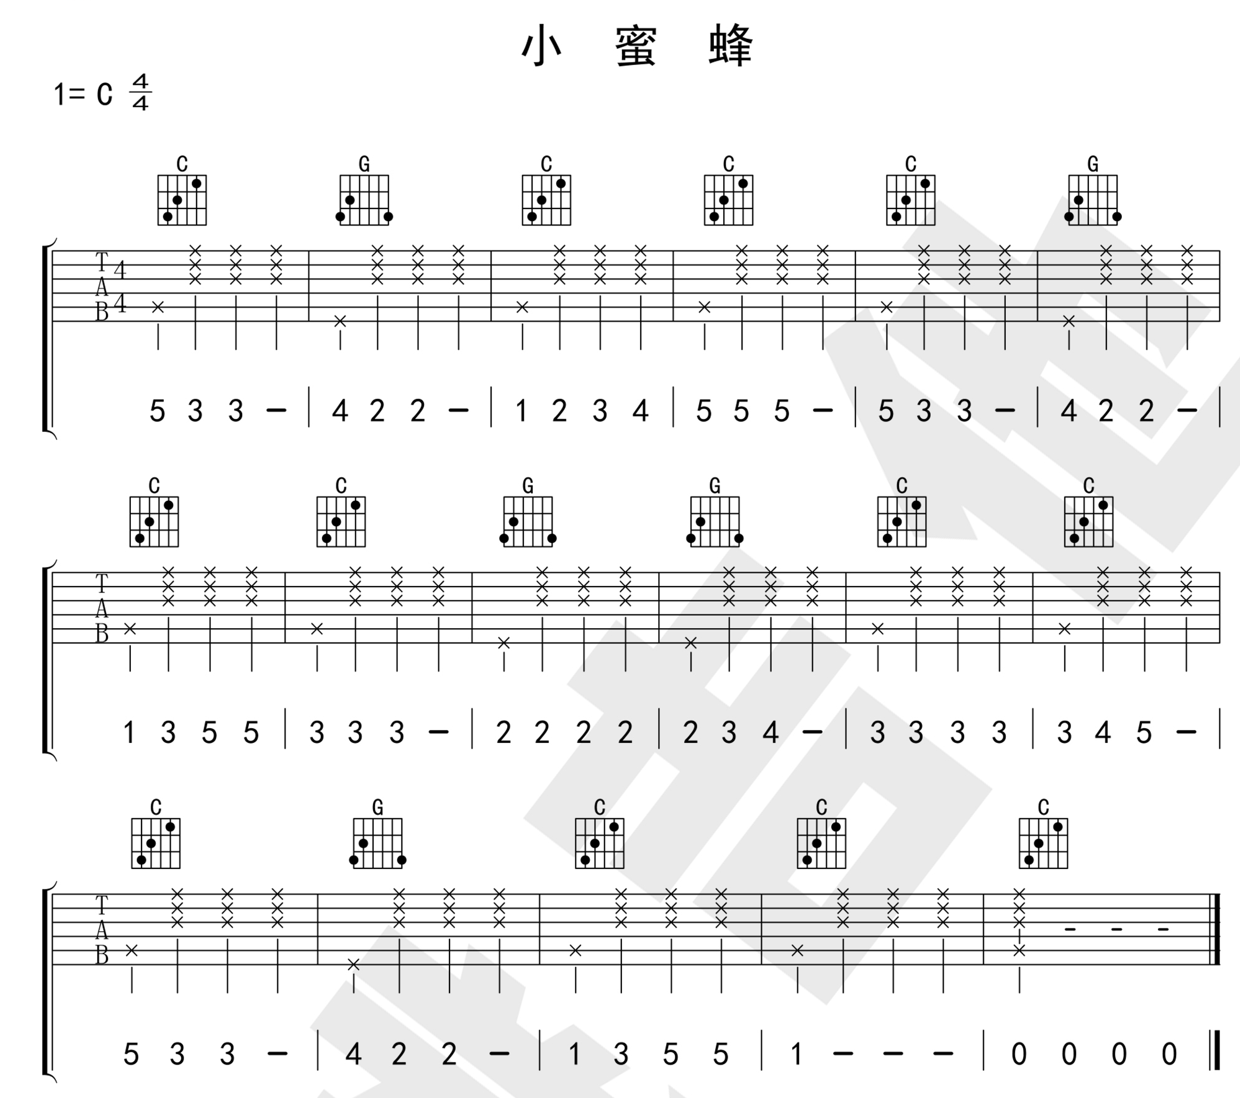 小 蜜 蜂
1= C 4/4
C G C C C G
T A B 4/4
5 3 3 – | 4 2 2 – | 1 2 3 4 | 5 5 5 – | 5 3 3 – | 4 2 2 – |
C C G G C C
T A B
1 3 5 5 | 3 3 3 – | 2 2 2 2 | 2 3 4 – | 3 3 3 3 | 3 4 5 – |
C G C C C
T A B
5 3 3 – | 4 2 2 – | 1 3 5 5 | 1 – – – | 0 0 0 0